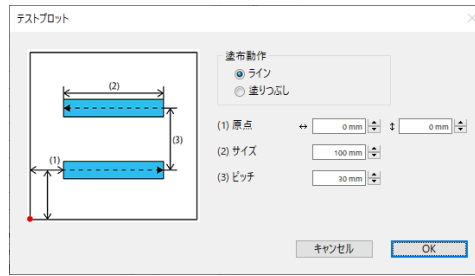 テストプロット
塗布動作
ライン
塗りつぶし
(2)
(3)
(1)
(1) 原点 ↔ 0 mm ↕ 0 mm
(2) サイズ 100 mm
(3) ピッチ 30 mm
キャンセル OK